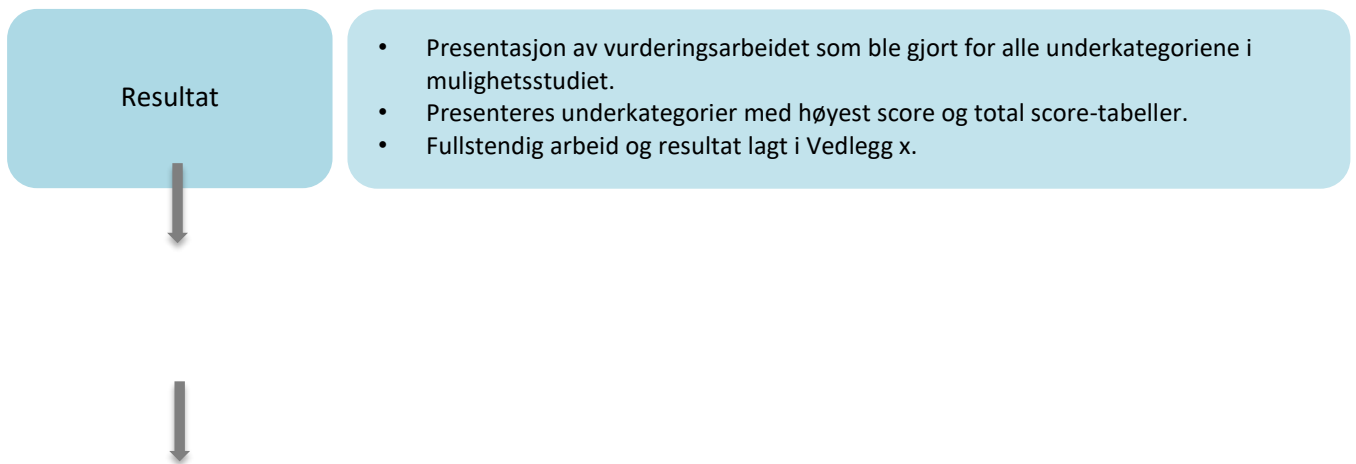 Resultat
• Presentasjon av vurderingsarbeidet som ble gjort for alle underkategoriene i
mulighetsstudiet.
• Presenteres underkategorier med høyest score og total score-tabeller.
• Fullstendig arbeid og resultat lagt i Vedlegg x.